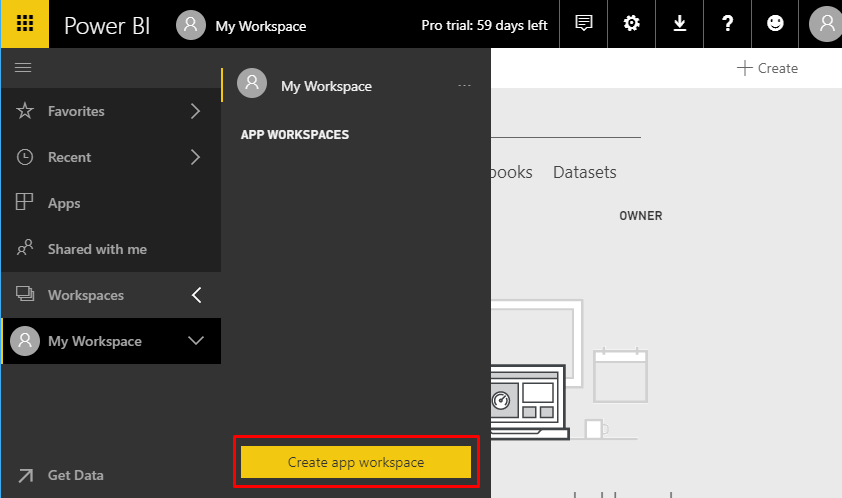 Power BI
My Workspace
Pro trial: 59 days left
?
My Workspace
...
Create
Favorites
APP WORKSPACES
Recent
books
Datasets
Apps
OWNER
Shared with me
Workspaces
My Workspace
Create app workspace
Get Data